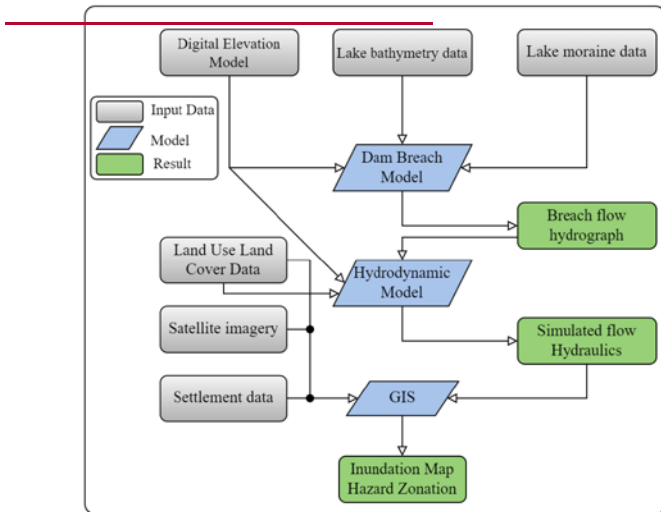 Digital Elevation
Model
Lake bathymetry data
Lake moraine data
Input Data
Model
Result
Dam Breach
Model
Breach flow
hydrograph
Land Use Land
Cover Data
Hydrodynamic
Model
Satellite imagery
Simulated flow
Hydraulics
Settlement data
GIS
Inundation Map
Hazard Zonation